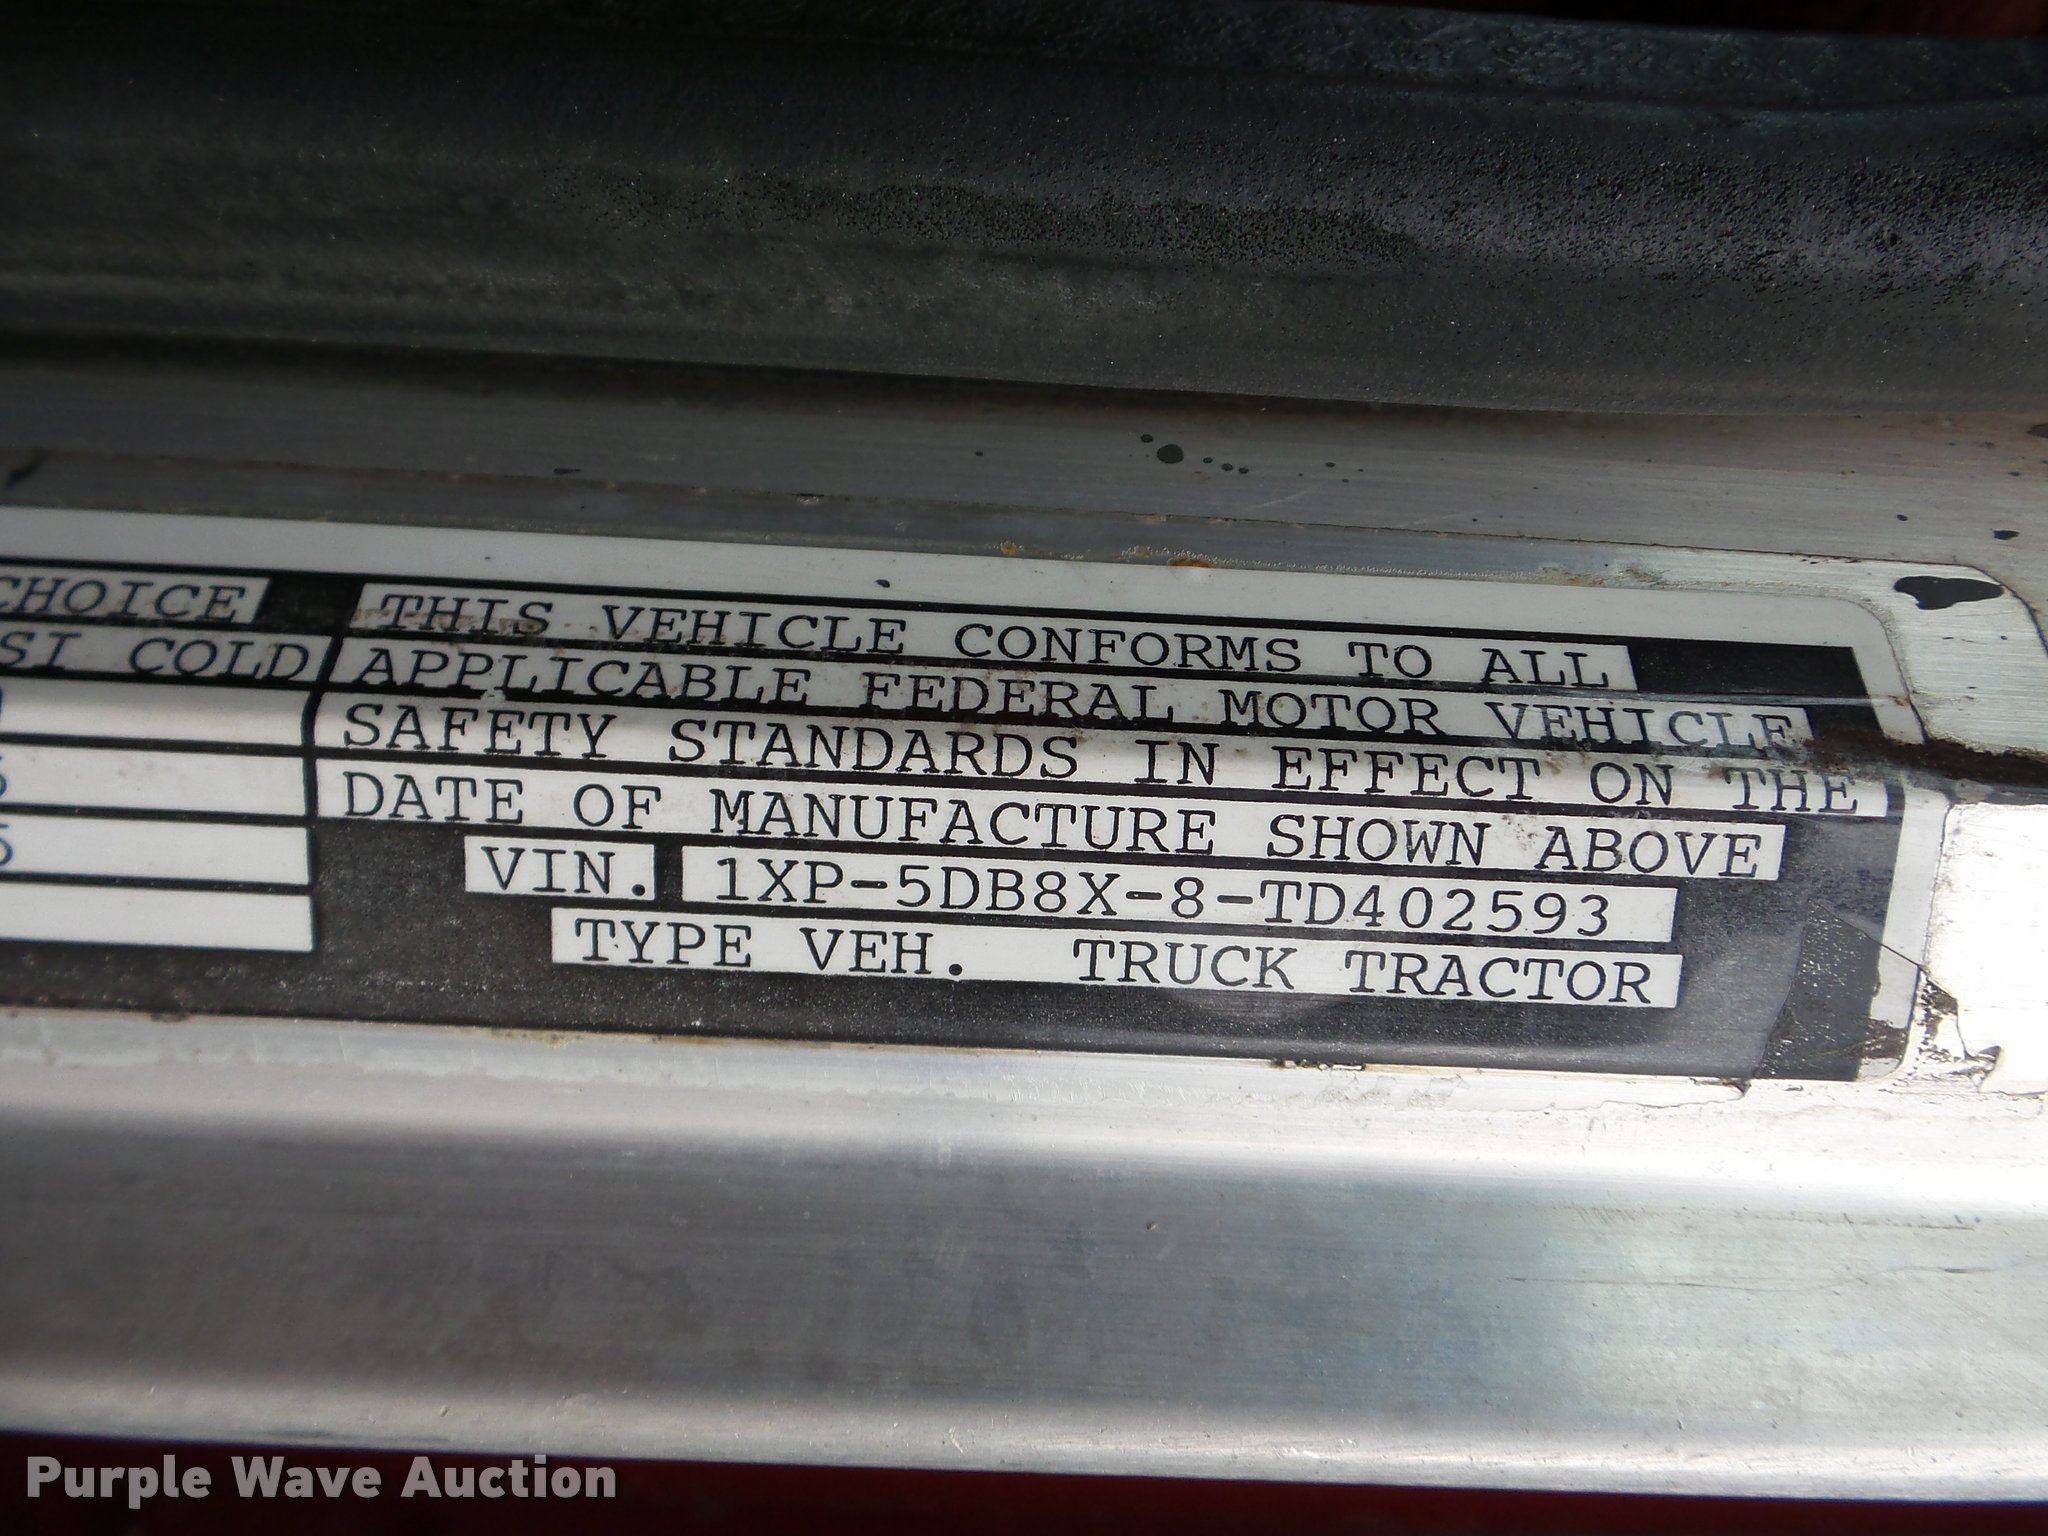 CHOICE
SI COLD
THIS VEHICLE CONFORMS TO ALL
APPLICABLE FEDERAL MOTOR VEHICLE
SAFETY STANDARDS IN EFFECT ON THE
DATE OF MANUFACTURE SHOWN ABOVE
VIN. 1XP-5DB8X-8-TD402593
TYPE VEH. TRUCK TRACTOR
Purple Wave Auction